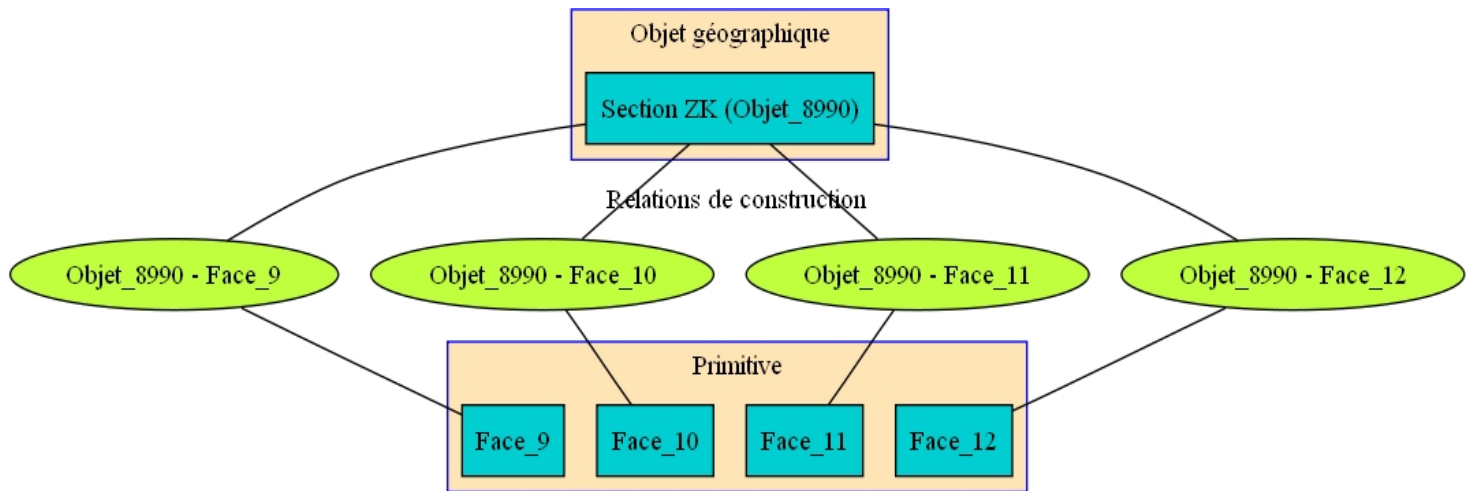 Objet géographique
Section ZK (Objet_8990)
Relations de construction
Objet_8990 - Face_9
Objet_8990 - Face_10
Objet_8990 - Face_11
Objet_8990 - Face_12
Primitive
Face_9
Face_10
Face_11
Face_12